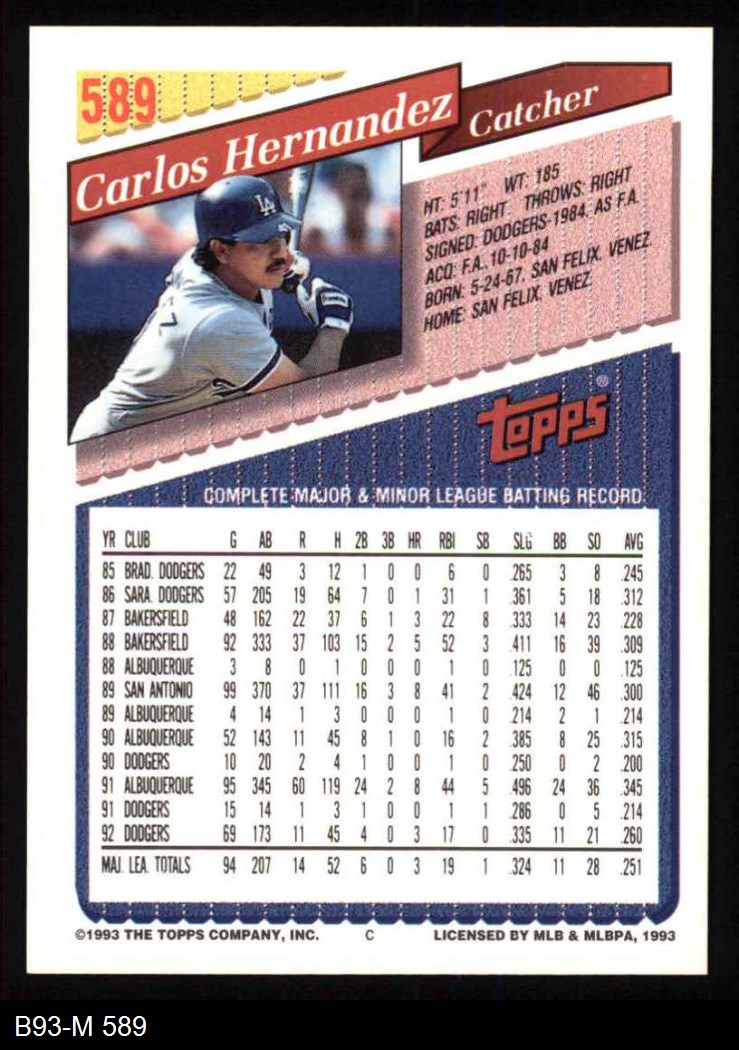 589
Carlos Hernandez
Catcher
LA
HT: 5'11" WT: 185
BATS: RIGHT THROWS: RIGHT
SIGNED: DODGERS-1984, AS F.A.
ACQ: F.A., 10-10-84
BORN: 5-24-67, SAN FELIX, VENEZ.
HOME: SAN FELIX, VENEZ.
topps®
COMPLETE MAJOR & MINOR LEAGUE BATTING RECORD
YR CLUB G AB R H 2B 3B HR RBI SB SLG BB SO AVG
85 BRAD. DODGERS 22 49 3 12 1 0 0 6 0 .265 3 8 .245
86 SARA. DODGERS 57 205 19 64 7 0 1 31 1 .361 5 18 .312
87 BAKERSFIELD 48 162 22 37 6 1 3 22 8 .333 14 23 .228
88 BAKERSFIELD 92 333 37 103 15 2 5 52 3 .411 16 39 .309
88 ALBUQUERQUE 3 8 0 1 0 0 0 1 0 .125 0 0 .125
89 SAN ANTONIO 99 370 37 111 16 3 8 41 2 .424 12 46 .300
89 ALBUQUERQUE 4 14 1 3 0 0 0 1 0 .214 2 1 .214
90 ALBUQUERQUE 52 143 11 45 8 1 0 16 2 .385 8 25 .315
90 DODGERS 10 20 2 4 1 0 0 1 0 .250 0 2 .200
91 ALBUQUERQUE 95 345 60 119 24 2 8 44 5 .496 24 36 .345
91 DODGERS 15 14 1 3 1 0 0 1 1 .286 0 5 .214
92 DODGERS 69 173 11 45 4 0 3 17 0 .335 11 21 .260
MAJ. LEA. TOTALS 94 207 14 52 6 0 3 19 1 .324 11 28 .251
©1993 THE TOPPS COMPANY, INC. C LICENSED BY MLB & MLBPA, 1993
B93-M 589